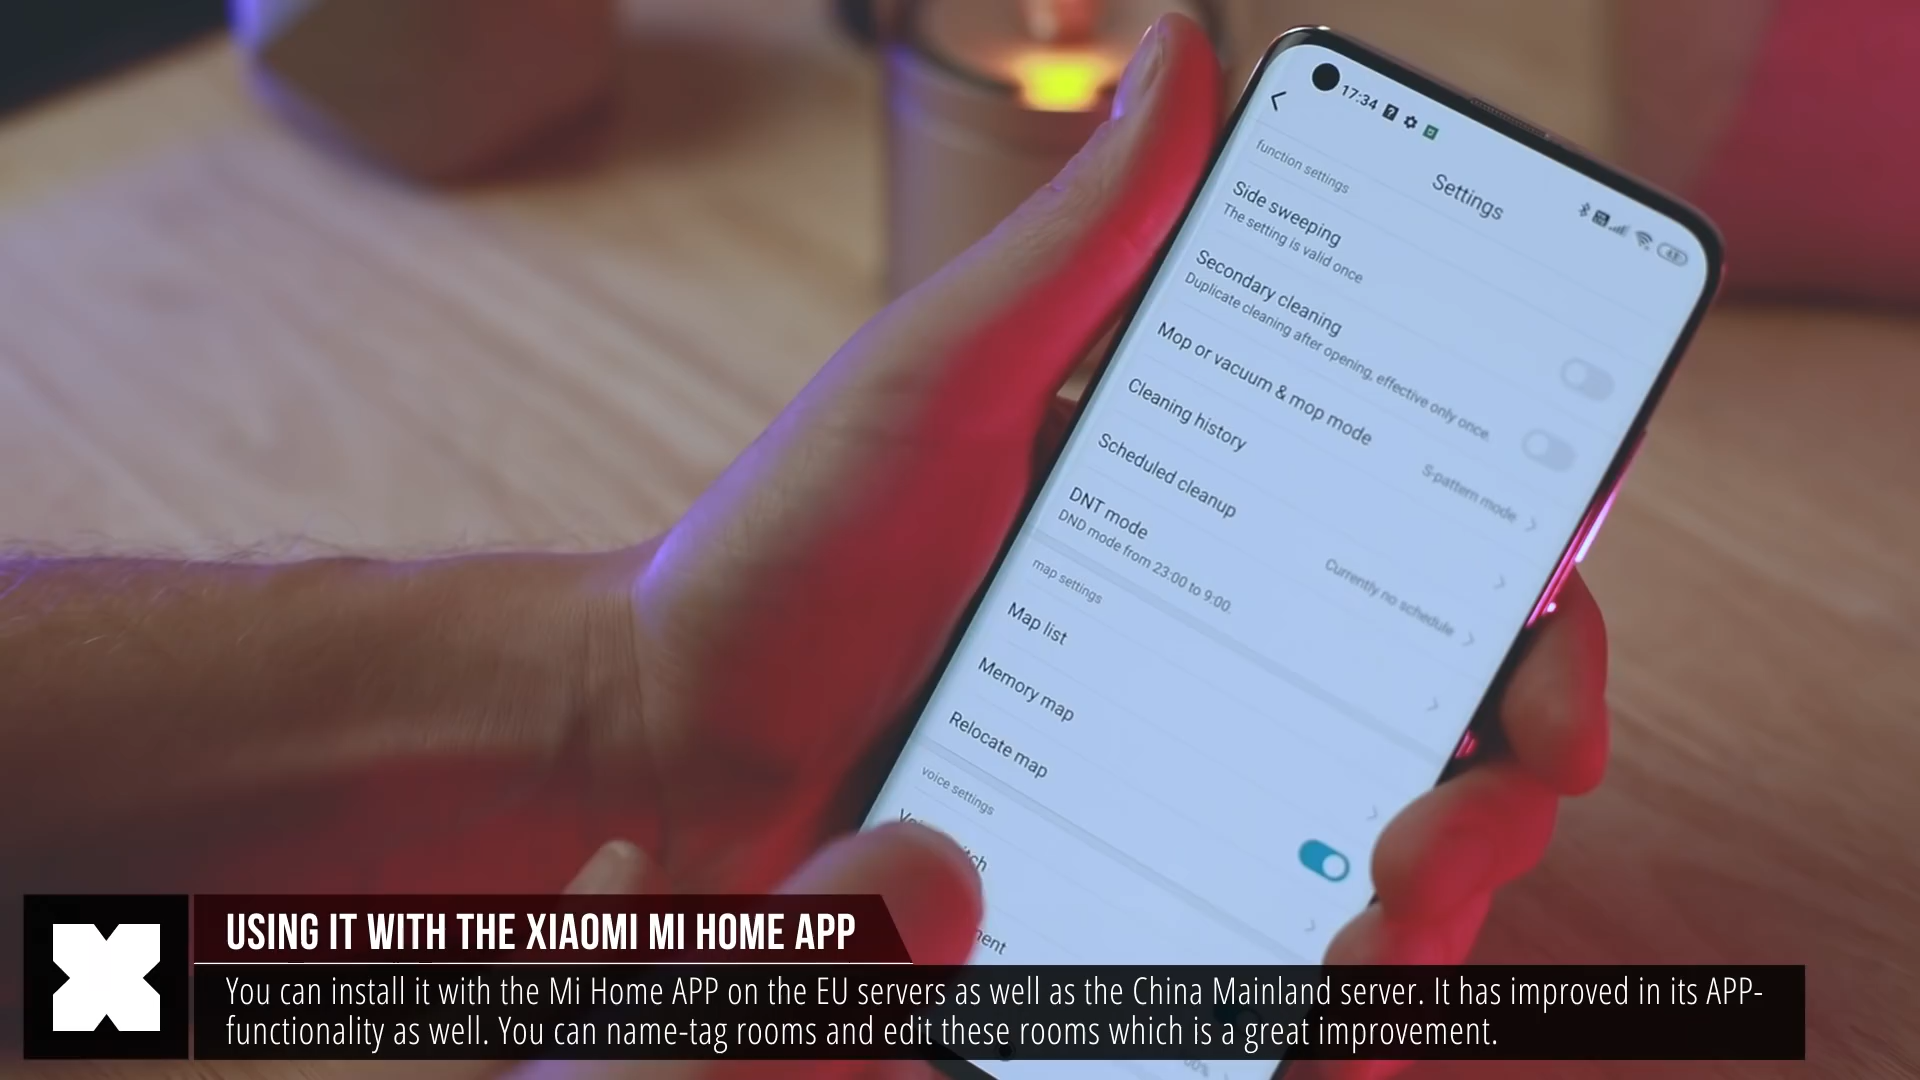 17:34
Settings
function settings
Side sweeping
The setting is valid once
Secondary cleaning
Duplicate cleaning after opening, effective only once.
Mop or vacuum & mop mode
S-pattern mode
Cleaning history
Scheduled cleanup
Currently no schedule
DNT mode
DND mode from 23:00 to 9:00.
map settings
Map list
Memory map
Relocate map
voice settings
USING IT WITH THE XIAOMI MI HOME APP
You can install it with the Mi Home APP on the EU servers as well as the China Mainland server. It has improved in its APP-
functionality as well. You can name-tag rooms and edit these rooms which is a great improvement.